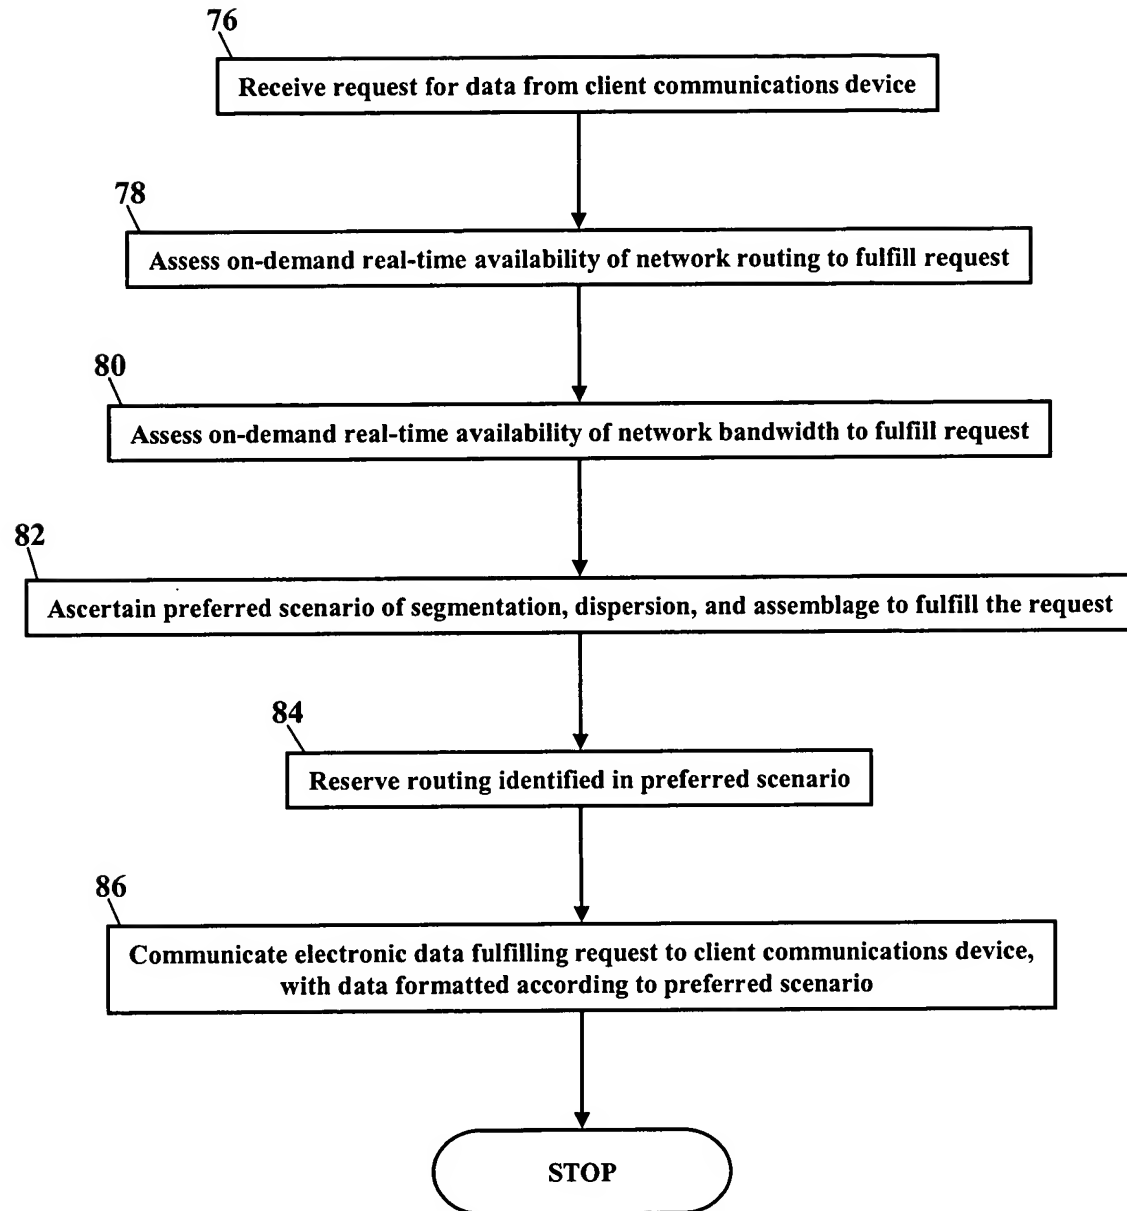 76
Receive request for data from client communications device
78
Assess on-demand real-time availability of network routing to fulfill request
80
Assess on-demand real-time availability of network bandwidth to fulfill request
82
Ascertain preferred scenario of segmentation, dispersion, and assemblage to fulfill the request
84
Reserve routing identified in preferred scenario
86
Communicate electronic data fulfilling request to client communications device,
with data formatted according to preferred scenario
STOP